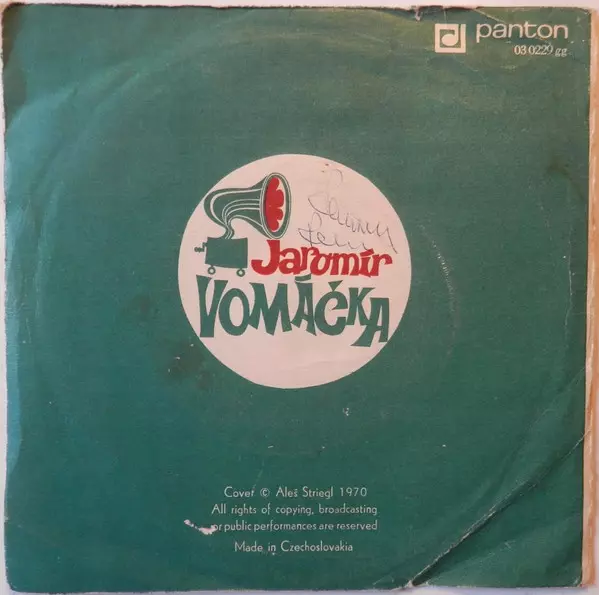 panton
03 0229 gg
Jaromír
VOMÁČKA
Cover © Aleš Striegl 1970
All rights of copying, broadcasting
or public performances are reserved
Made in Czechoslovakia